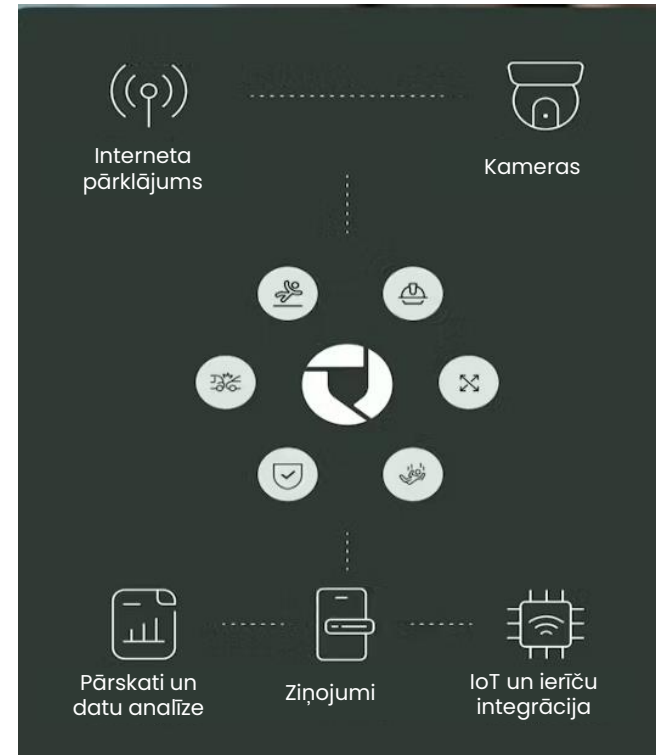 Interneta
pārklājums
Kameras
Pārskati un
datu analīze
Ziņojumi
IoT un ierīču
integrācija